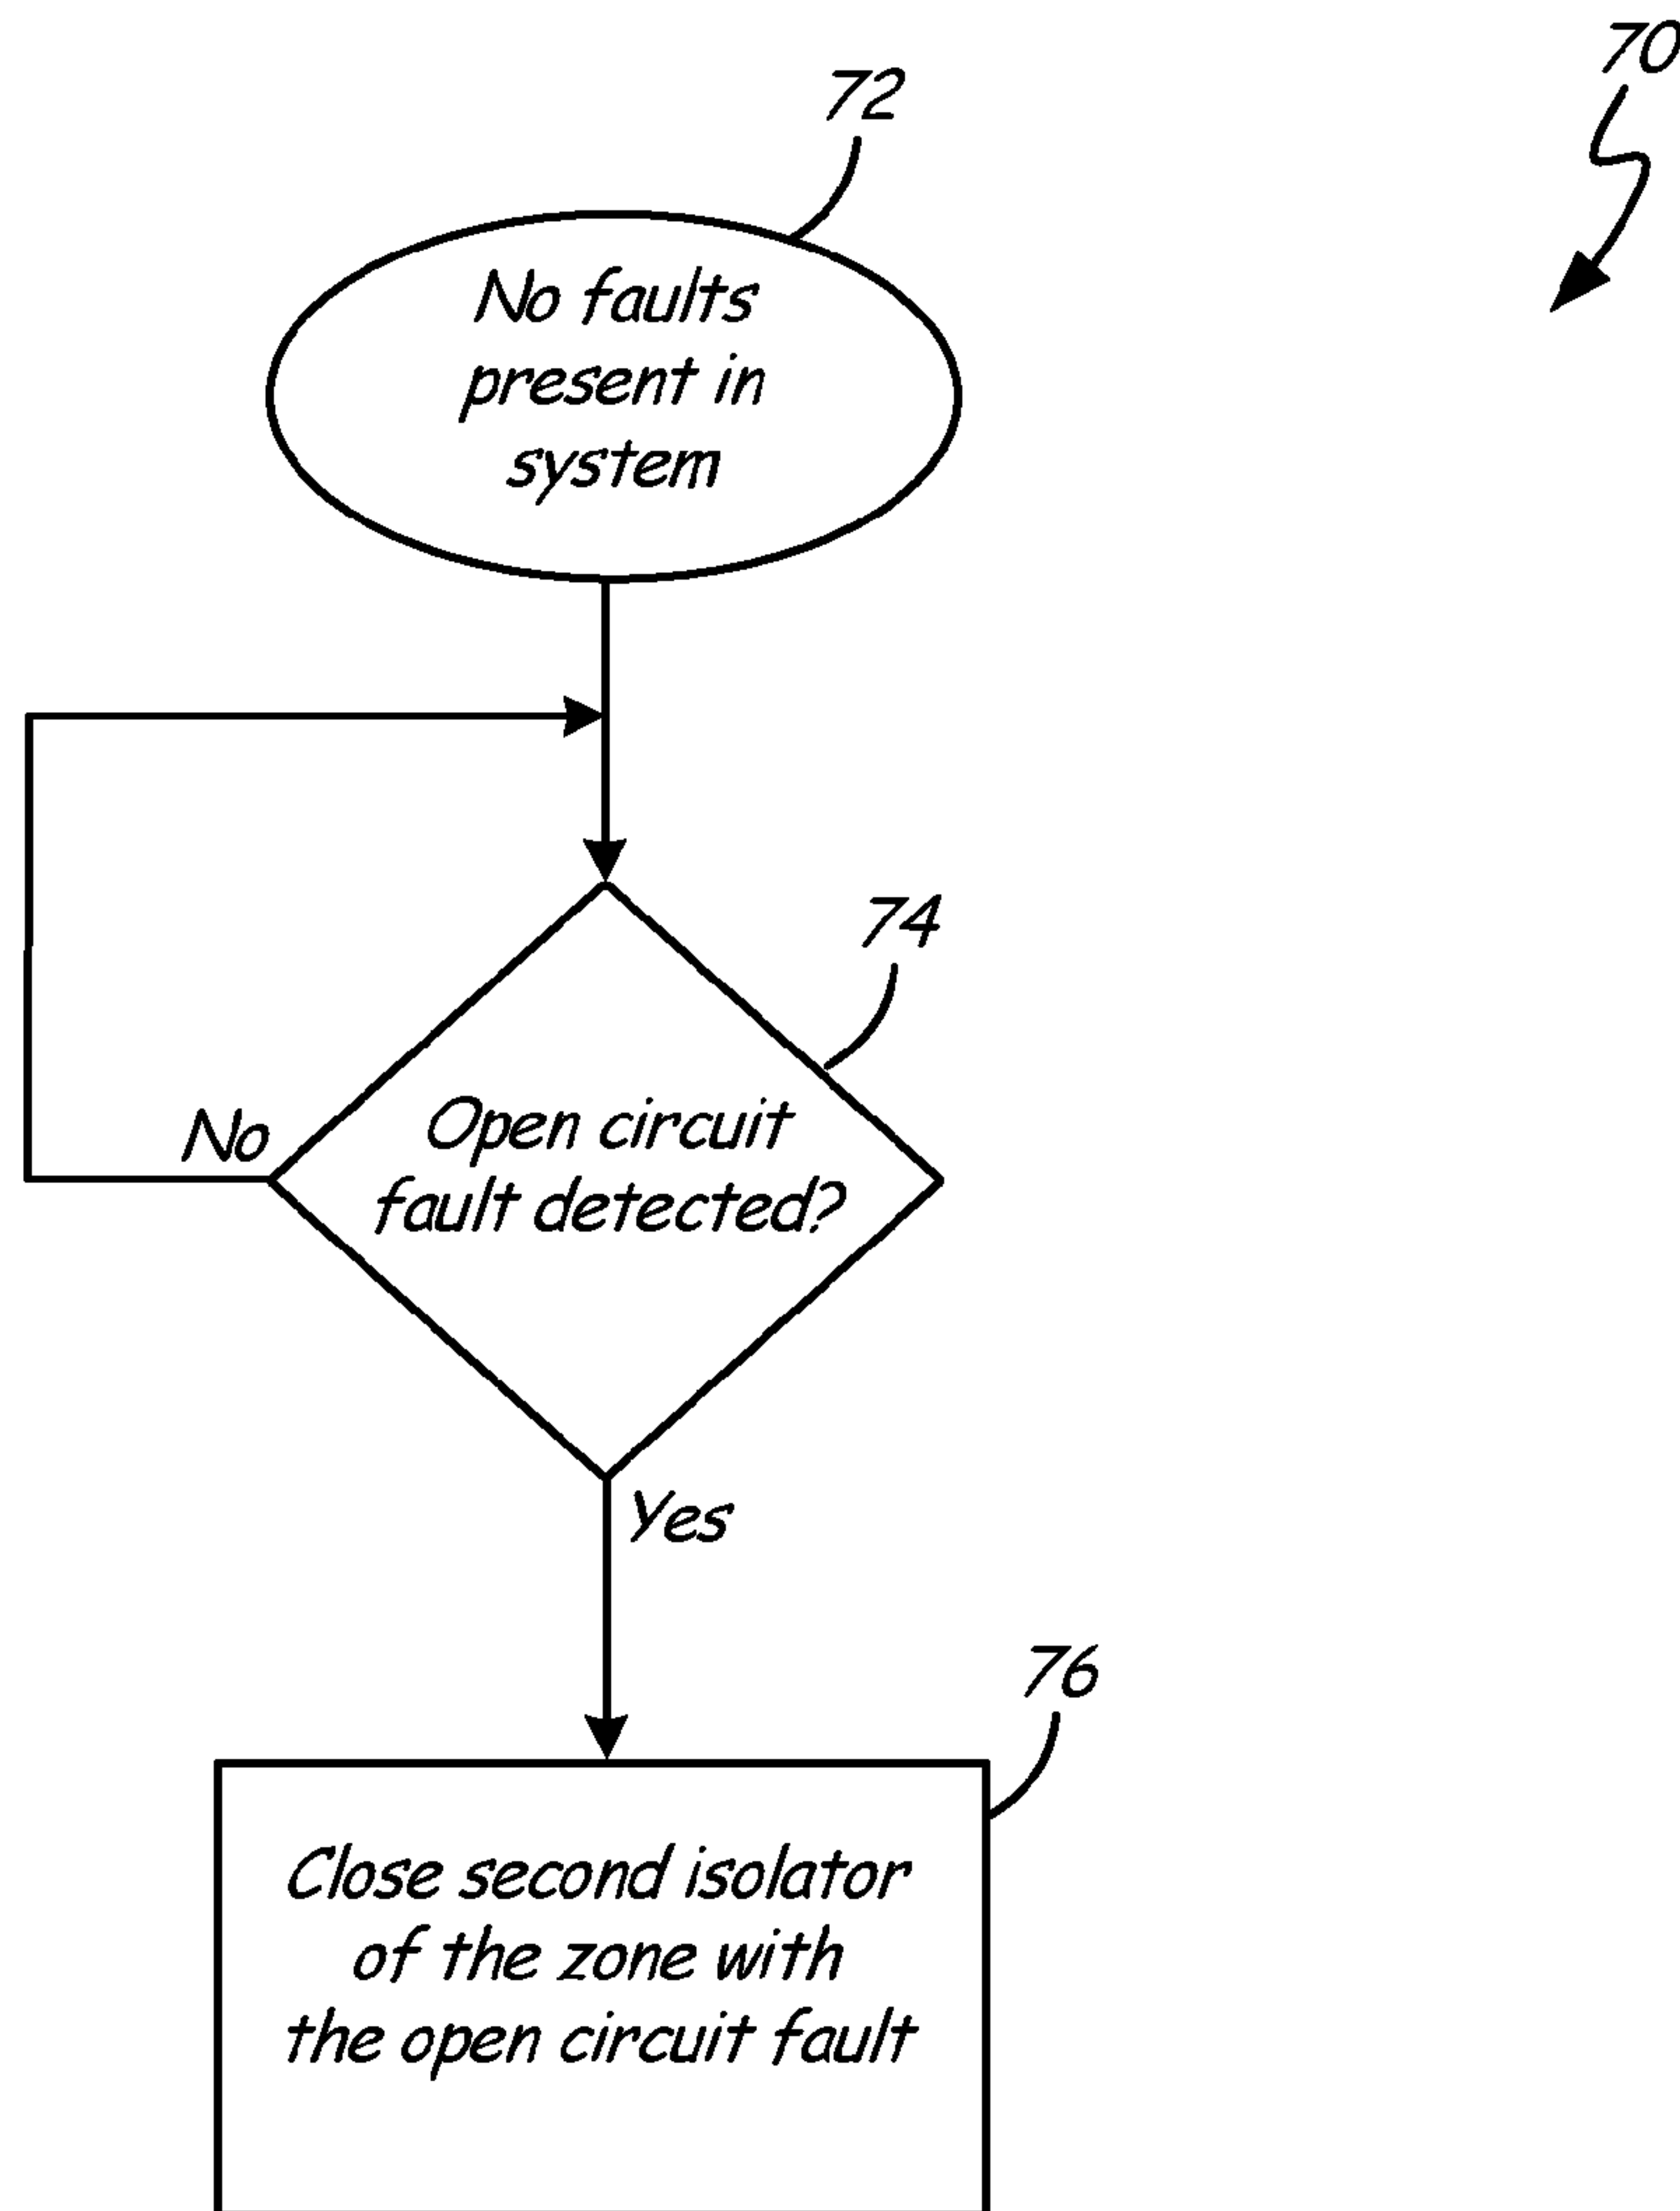 70
72
No faults
present in
system
74
No
Open circuit
fault detected?
Yes
76
Close second isolator
of the zone with
the open circuit fault